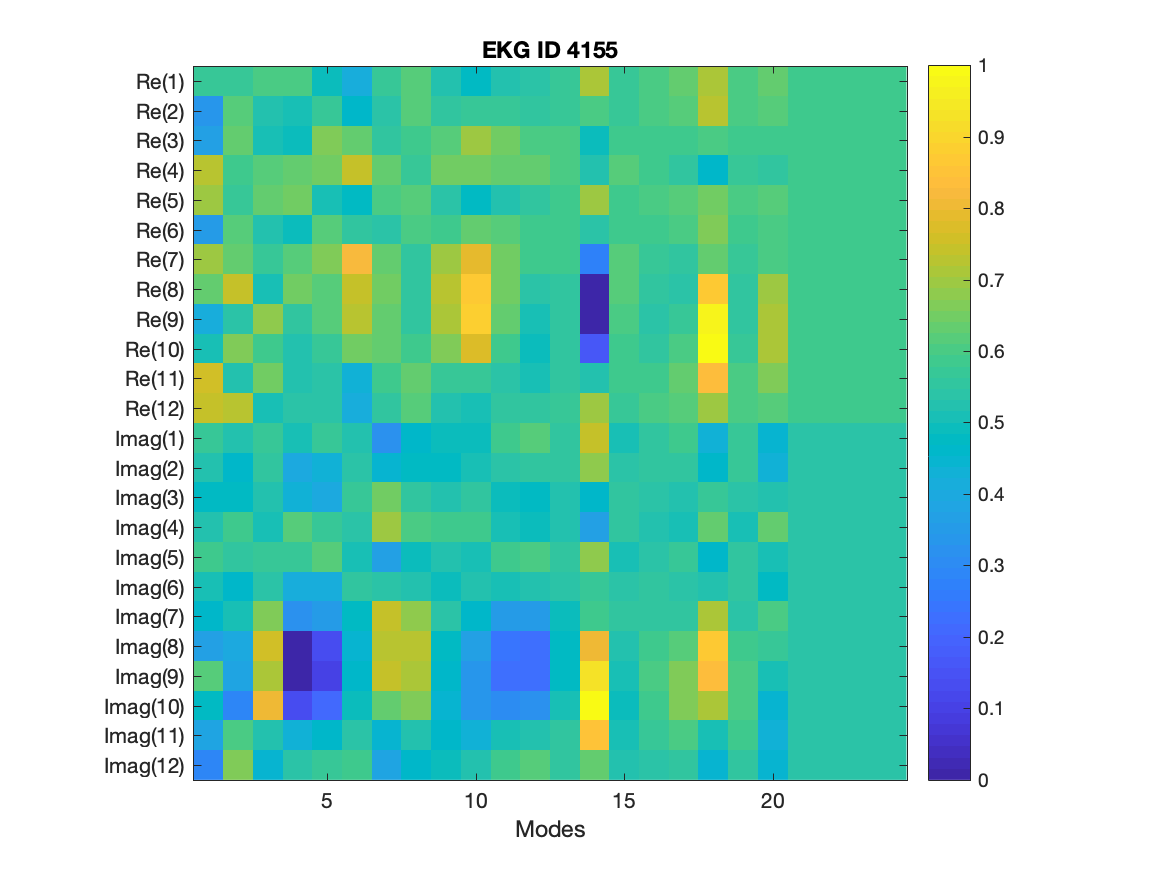 EKG ID 4155
Re(1)
Re(2)
Re(3)
Re(4)
Re(5)
Re(6)
Re(7)
Re(8)
Re(9)
Re(10)
Re(11)
Re(12)
Imag(1)
Imag(2)
Imag(3)
Imag(4)
Imag(5)
Imag(6)
Imag(7)
Imag(8)
Imag(9)
Imag(10)
Imag(11)
Imag(12)
5 10 15 20
Modes
1
0.9
0.8
0.7
0.6
0.5
0.4
0.3
0.2
0.1
0